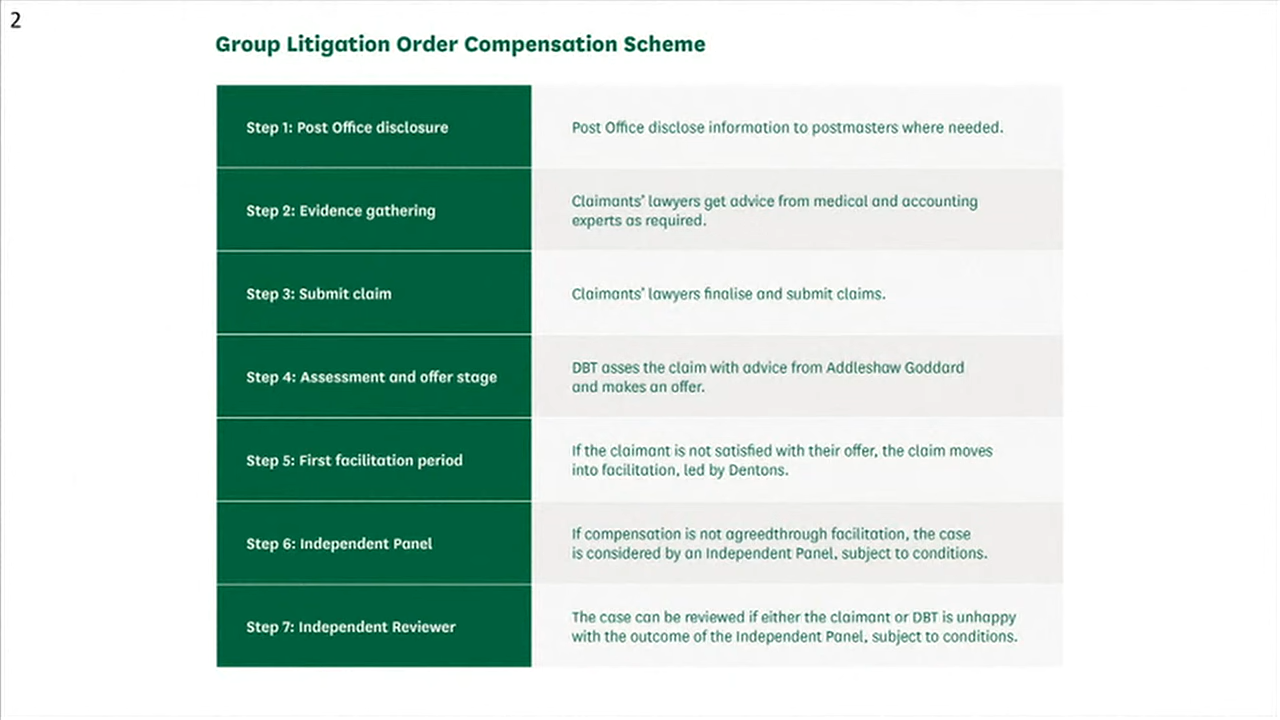 2
Group Litigation Order Compensation Scheme
Step 1: Post Office disclosure
Post Office disclose information to postmasters where needed.
Step 2: Evidence gathering
Claimants' lawyers get advice from medical and accounting
experts as required.
Step 3: Submit claim
Claimants' lawyers finalise and submit claims.
Step 4: Assessment and offer stage
DBT asses the claim with advice from Addleshaw Goddard
and makes an offer.
Step 5: First facilitation period
If the claimant is not satisfied with their offer, the claim moves
into facilitation, led by Dentons.
Step 6: Independent Panel
If compensation is not agreedthrough facilitation, the case
is considered by an Independent Panel, subject to conditions.
Step 7: Independent Reviewer
The case can be reviewed if either the claimant or DBT is unhappy
with the outcome of the Independent Panel, subject to conditions.